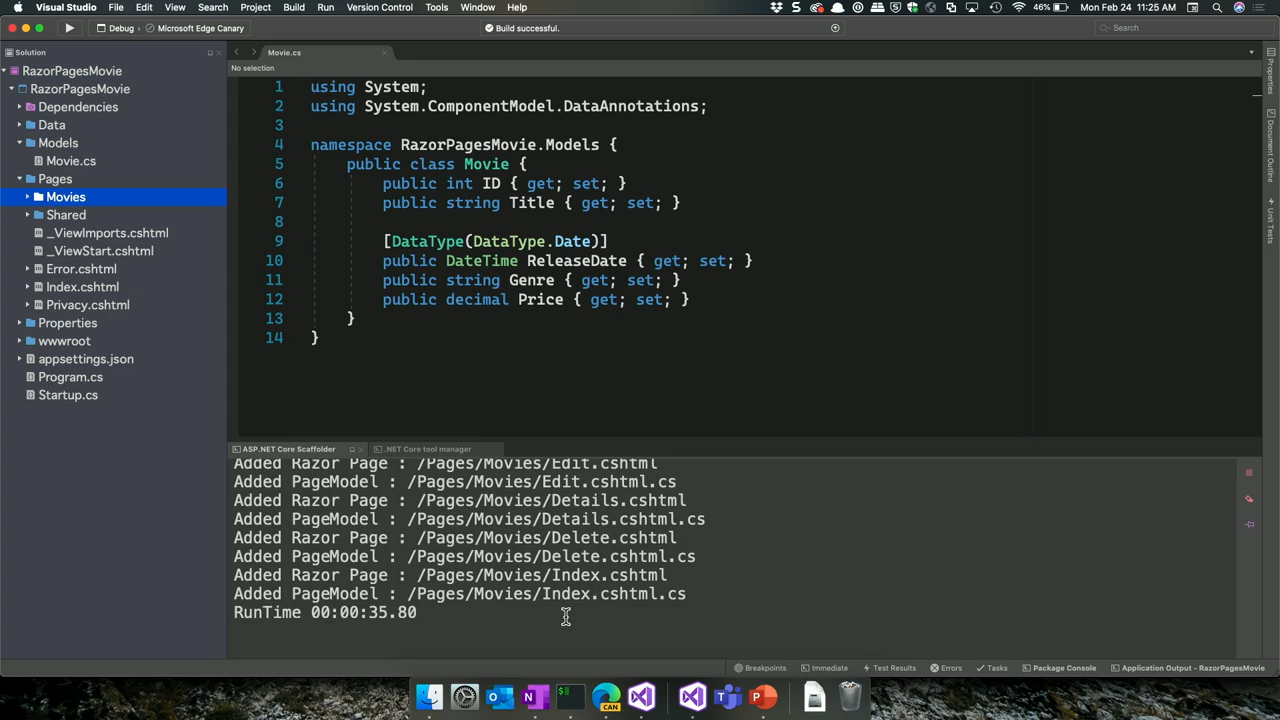 Visual Studio File Edit View Search Project Build Run Version Control Tools Window Help 46% Mon Feb 24 11:25 AM
Debug › Microsoft Edge Canary Build successful. Search
Solution
RazorPagesMovie
RazorPagesMovie
Dependencies
Data
Models
Movie.cs
Pages
Movies
Shared
_ViewImports.cshtml
_ViewStart.cshtml
Error.cshtml
Index.cshtml
Privacy.cshtml
Properties
wwwroot
appsettings.json
Program.cs
Startup.cs
Movie.cs
No selection
1 using System;
2 using System.ComponentModel.DataAnnotations;
3
4 namespace RazorPagesMovie.Models {
5 public class Movie {
6 public int ID { get; set; }
7 public string Title { get; set; }
8
9 [DataType(DataType.Date)]
10 public DateTime ReleaseDate { get; set; }
11 public string Genre { get; set; }
12 public decimal Price { get; set; }
13 }
14 }
Properties
Document Outline
Unit Tests
ASP.NET Core Scaffolder .NET Core tool manager
Added Razor Page : /Pages/Movies/Edit.cshtml
Added PageModel : /Pages/Movies/Edit.cshtml.cs
Added Razor Page : /Pages/Movies/Details.cshtml
Added PageModel : /Pages/Movies/Details.cshtml.cs
Added Razor Page : /Pages/Movies/Delete.cshtml
Added PageModel : /Pages/Movies/Delete.cshtml.cs
Added Razor Page : /Pages/Movies/Index.cshtml
Added PageModel : /Pages/Movies/Index.cshtml.cs
RunTime 00:00:35.80
Breakpoints Immediate Test Results Errors Tasks Package Console Application Output - RazorPagesMovie
CAN